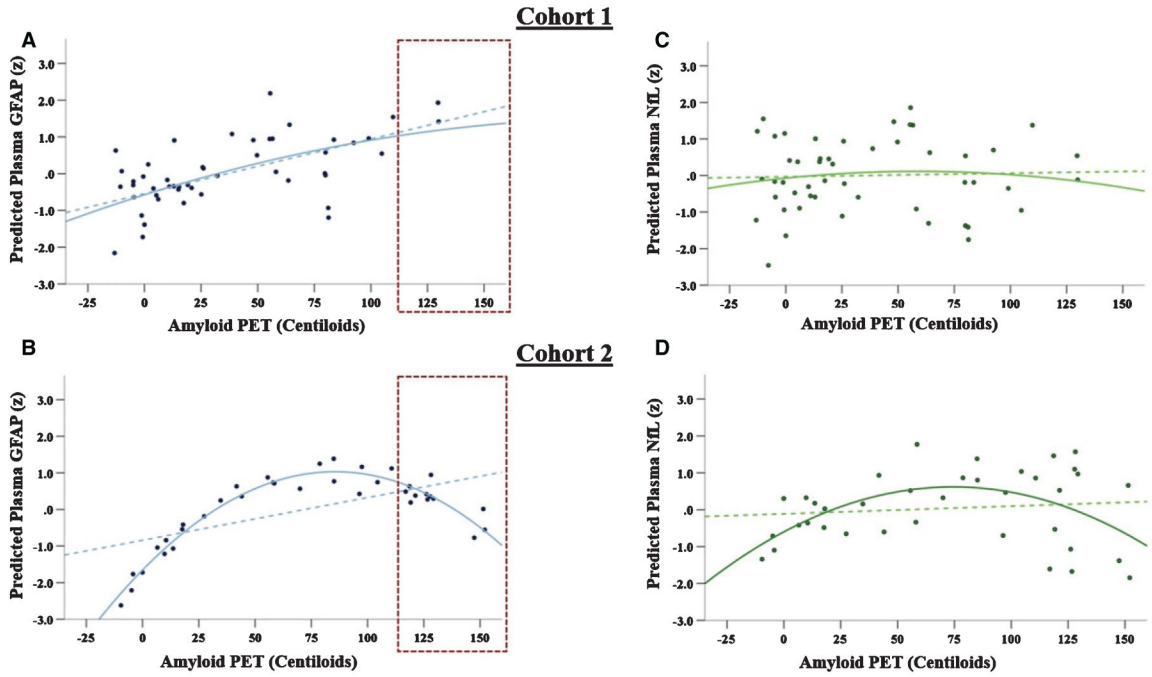 Cohort 1
A
Predicted Plasma GFAP (z)
3.0
2.0
1.0
.0
-1.0
-2.0
-3.0
-25 0 25 50 75 100 125 150
Amyloid PET (Centiloids)
C
Predicted Plasma NfL (z)
3.0
2.0
1.0
.0
-1.0
-2.0
-3.0
-25 0 25 50 75 100 125 150
Amyloid PET (Centiloids)
Cohort 2
B
Predicted Plasma GFAP (z)
3.0
2.0
1.0
.0
-1.0
-2.0
-3.0
-25 0 25 50 75 100 125 150
Amyloid PET (Centiloids)
D
Predicted Plasma NfL (z)
3.0
2.0
1.0
.0
-1.0
-2.0
-3.0
-25 0 25 50 75 100 125 150
Amyloid PET (Centiloids)